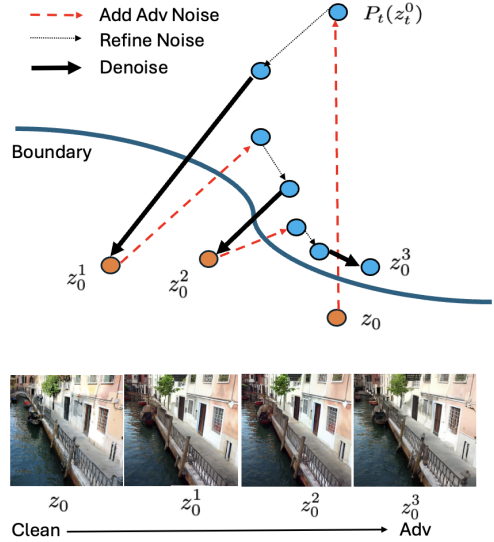 Add Adv Noise
Refine Noise
Denoise
P_t(z_t^0)
Boundary
z_0^1
z_0^2
z_0^3
z_0
z_0 z_0^1 z_0^2 z_0^3
Clean Adv